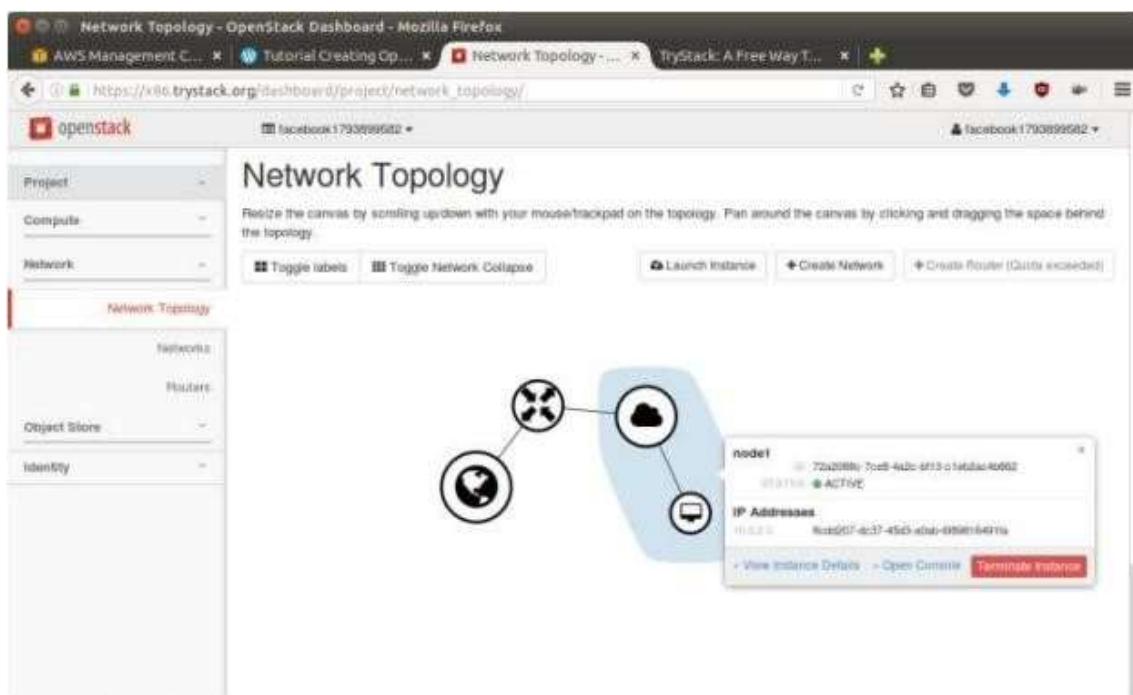 Network Topology - OpenStack Dashboard - Mozilla Firefox
AWS Management C... × Tutorial Creating Op... × Network Topology - ... × TryStack: A Free Way T... ×
https://x86.trystack.org/dashboard/project/network_topology/
openstack facebook1793899582 facebook1793899582
Project
Network Topology
Resize the canvas by scrolling up/down with your mouse/trackpad on the topology. Pan around the canvas by clicking and dragging the space behind
the topology.
Compute
Network
Toggle labels Toggle Network Collapse Launch Instance +Create Network +Create Router (Quota exceeded)
Network Topology
Networks
Routers
Object Store
Identity
node1
ID
STATUS ACTIVE
IP Addresses
» View Instance Details » Open Console Terminate Instance